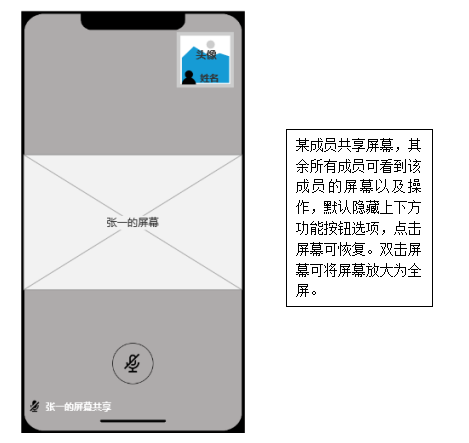 头像
姓名
张一的屏幕
张一的屏幕共享
某成员共享屏幕，其
余所有成员可看到该
成员的屏幕以及操
作，默认隐藏上下方
功能按钮选项，点击
屏幕可恢复。双击屏
幕可将屏幕放大为全
屏。